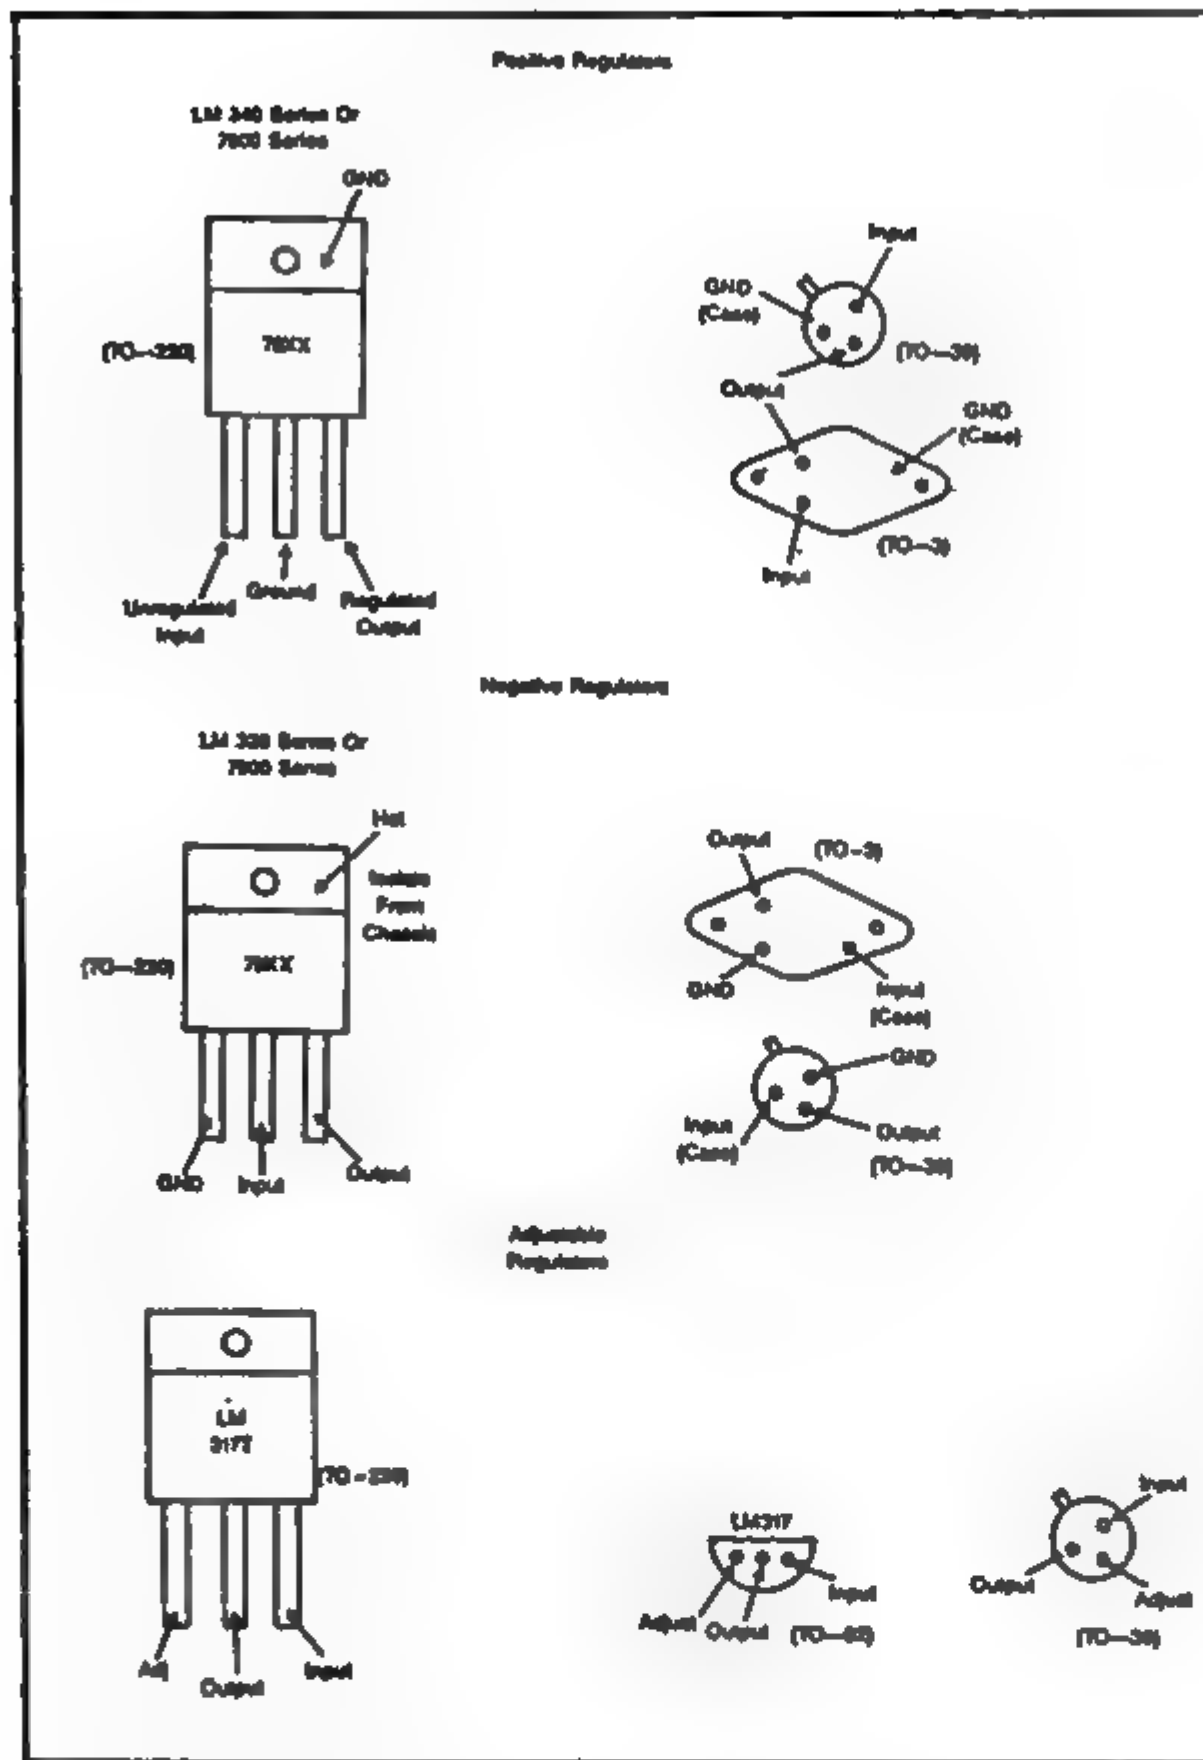 Positive Regulators
LM 340 Series Or
7800 Series
GND
(TO-220)
78XX
Unregulated
Input
Ground
Regulated
Output
Input
GND
(Case)
(TO-39)
Output
GND
(Case)
(TO-3)
Input
Negative Regulators
LM 320 Series Or
7900 Series
Hot
Isolate
From
Chassis
(TO-220)
79XX
GND
Input
Output
Output
(TO-3)
GND
Input
(Case)
GND
Input
(Case)
Output
(TO-39)
Adjustable
Regulators
LM
317T
(TO-220)
Adj
Output
Input
LM317
Adjust
Output
Input
(TO-92)
Input
Output
Adjust
(TO-39)